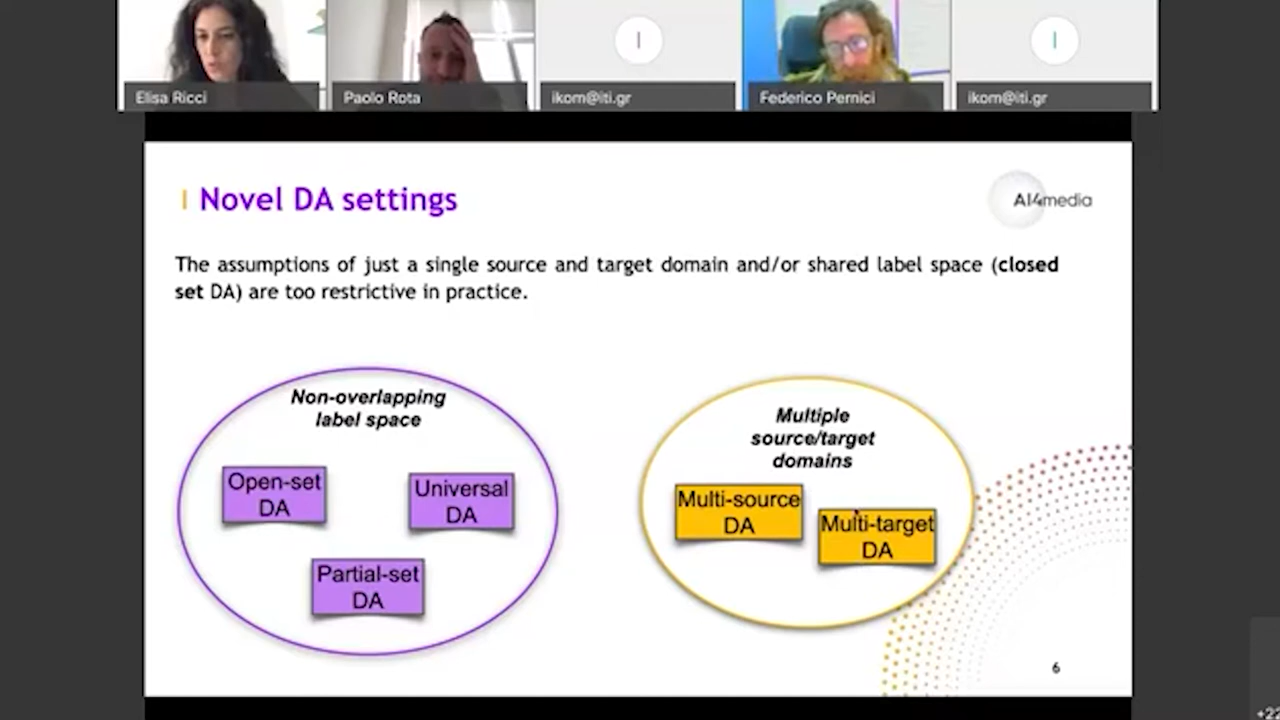 Elisa Ricci
Paolo Rota
I
ikom@iti.gr
Federico Pernici
I
ikom@iti.gr
Novel DA settings
AI4media
The assumptions of just a single source and target domain and/or shared label space (closed
set DA) are too restrictive in practice.
Non-overlapping
label space
Open-set
DA
Universal
DA
Partial-set
DA
Multiple
source/target
domains
Multi-source
DA
Multi-target
DA
6